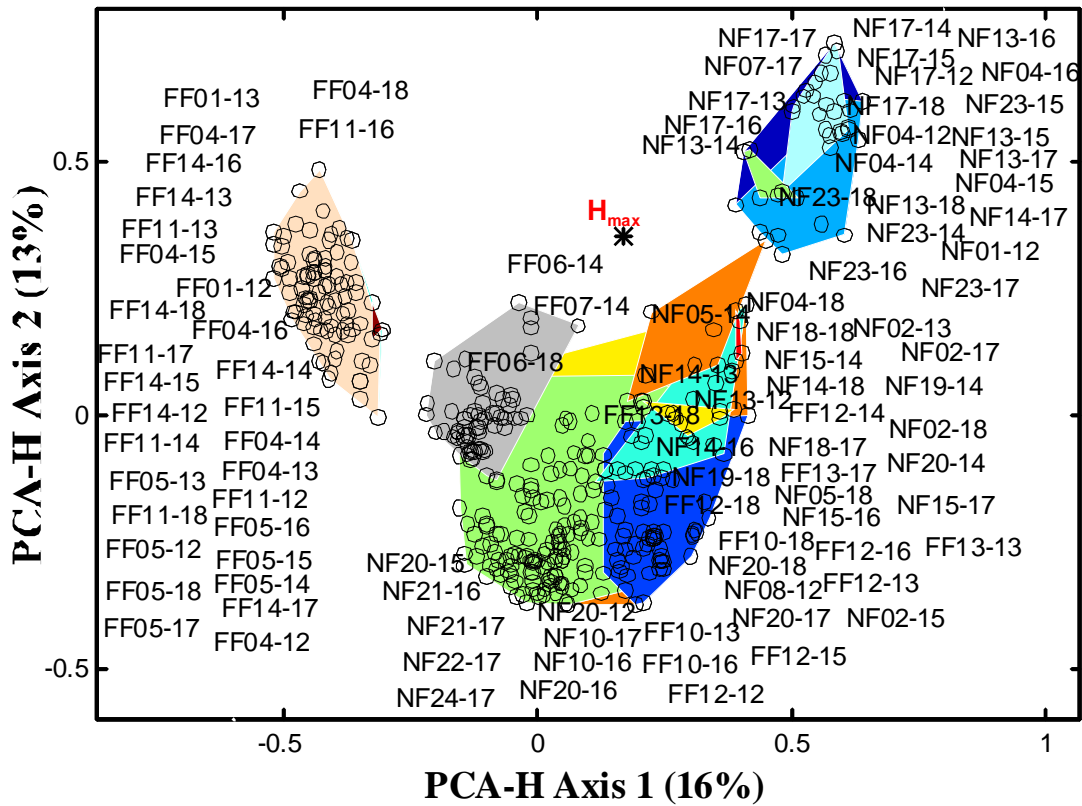 NF17-14
NF17-17
NF13-16
NF17-15
NF07-17
NF17-12
NF04-16
FF04-18
FF01-13
NF17-13
NF17-18
NF23-15
FF11-16
NF17-16
FF04-17
NF04-12
NF13-15
NF13-14
0.5
FF14-16
NF04-14
NF13-17
NF04-15
FF14-13
NF23-18
NF13-18
Hmax
NF14-17
FF11-13
NF23-14
FF04-15
NF01-12
FF06-14
NF23-16
FF01-12
NF23-17
FF14-18
FF07-14
NF04-18
NF05-14
FF04-16
NF18-18
NF02-13
FF11-17
FF06-18
NF15-14
NF02-17
FF14-15
FF14-14
NF14-13
NF14-18
NF19-14
FF14-12
FF11-15
NF13-12
0
FF13-18
FF12-14
NF02-18
FF11-14
FF04-14
NF14-16
NF18-17
NF20-14
FF05-13
FF04-13
NF19-18
FF13-17
FF11-12
FF12-18
NF05-18
NF15-17
FF11-18
FF05-16
NF15-16
FF05-12
FF10-18
FF12-16
FF13-13
FF05-15
NF20-15
NF20-18
FF05-18
FF05-14
NF21-16
NF08-12
FF12-13
FF14-17
NF20-12
NF20-17
NF02-15
FF05-17
FF04-12
NF21-17
NF10-17
FF10-13
NF22-17
NF10-16
FF10-16
FF12-15
-0.5
NF24-17
NF20-16
FF12-12
-0.5
0
0.5
1
PCA-H Axis 1 (16%)
PCA-H Axis 2 (13%)